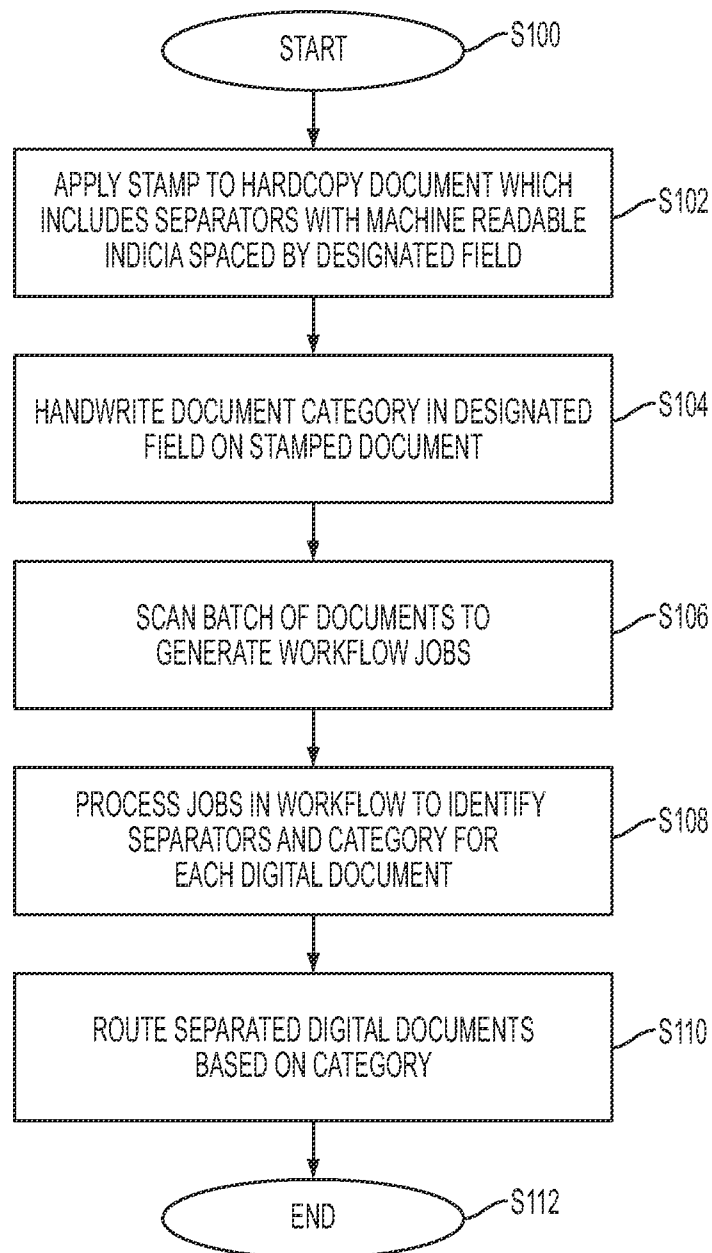 START
S100
APPLY STAMP TO HARDCOPY DOCUMENT WHICH
INCLUDES SEPARATORS WITH MACHINE READABLE
INDICIA SPACED BY DESIGNATED FIELD
S102
HANDWRITE DOCUMENT CATEGORY IN DESIGNATED
FIELD ON STAMPED DOCUMENT
S104
SCAN BATCH OF DOCUMENTS TO
GENERATE WORKFLOW JOBS
S106
PROCESS JOBS IN WORKFLOW TO IDENTIFY
SEPARATORS AND CATEGORY FOR
EACH DIGITAL DOCUMENT
S108
ROUTE SEPARATED DIGITAL DOCUMENTS
BASED ON CATEGORY
S110
END
S112